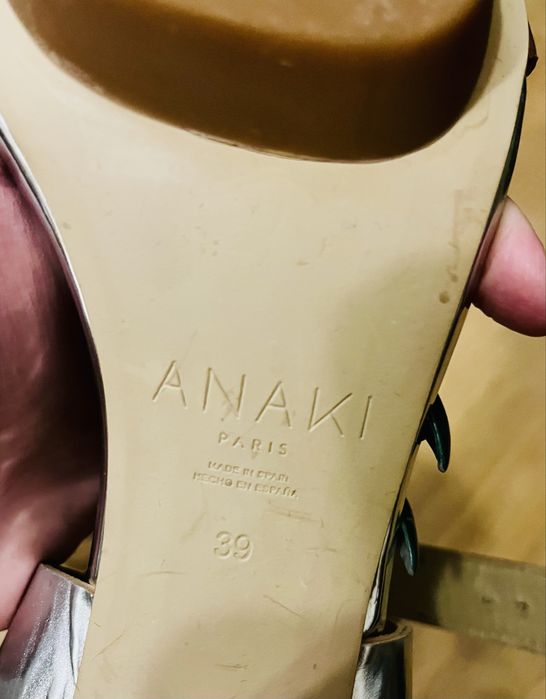 ANAKI
PARIS
MADE IN SPAIN
HECHO EN ESPAÑA
39